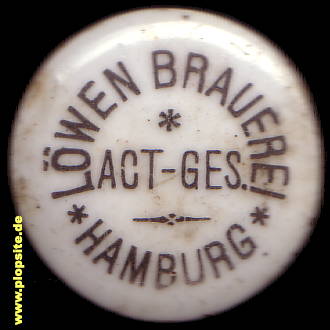 LÖWEN BRAUEREI
*
ACT-GES.
* HAMBURG *
www.plopsite.de